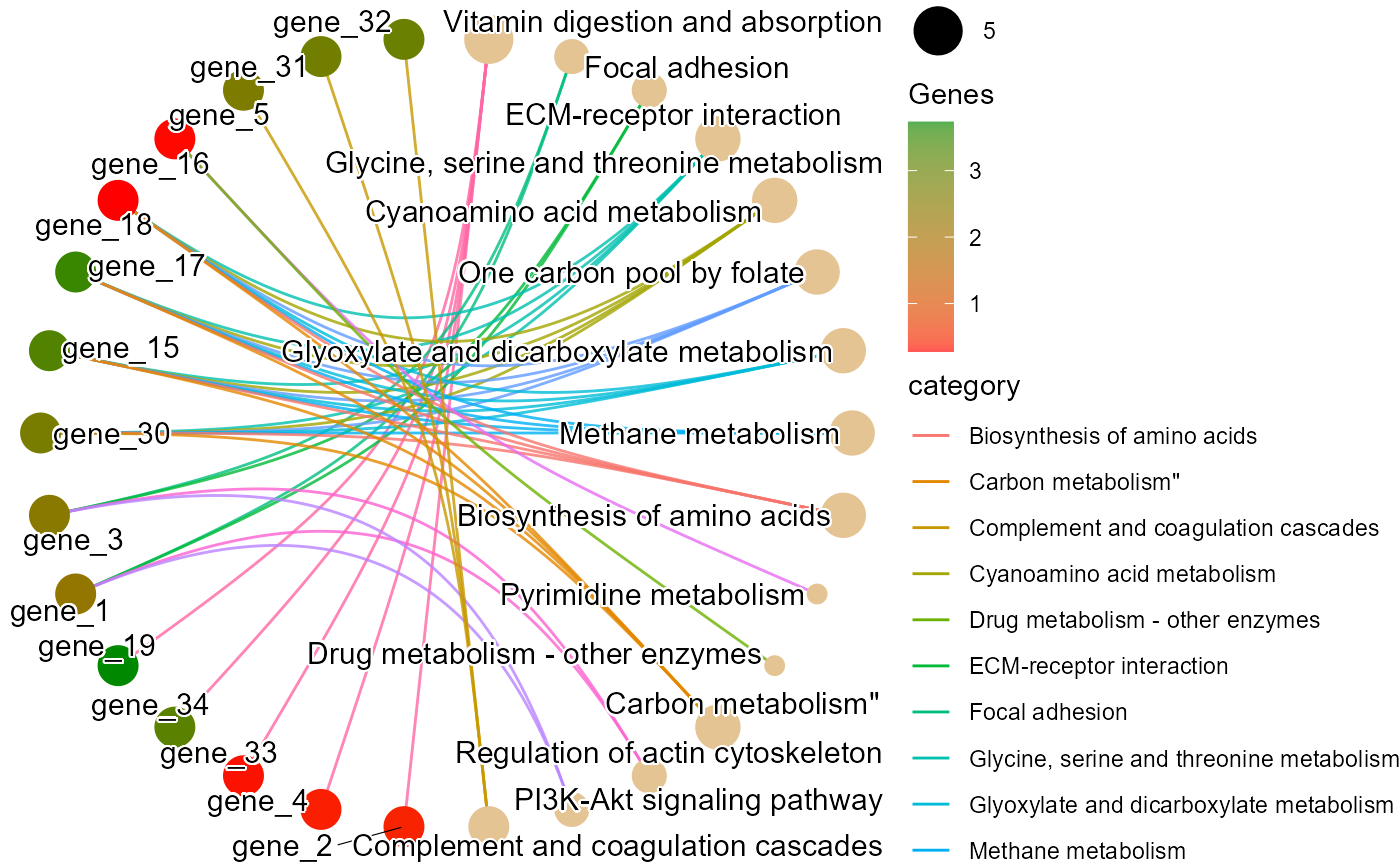 gene_32
Vitamin digestion and absorption
gene_31
Focal adhesion
gene_5
ECM-receptor interaction
gene_16
Glycine, serine and threonine metabolism
gene_18
Cyanoamino acid metabolism
gene_17
One carbon pool by folate
gene_15
Glyoxylate and dicarboxylate metabolism
gene_30
Methane metabolism
gene_3
Biosynthesis of amino acids
gene_1
Pyrimidine metabolism
gene_19
Drug metabolism - other enzymes
gene_34
Carbon metabolism"
gene_33
Regulation of actin cytoskeleton
gene_4
PI3K-Akt signaling pathway
gene_2
Complement and coagulation cascades
5
Genes
3
2
1
category
Biosynthesis of amino acids
Carbon metabolism"
Complement and coagulation cascades
Cyanoamino acid metabolism
Drug metabolism - other enzymes
ECM-receptor interaction
Focal adhesion
Glycine, serine and threonine metabolism
Glyoxylate and dicarboxylate metabolism
Methane metabolism